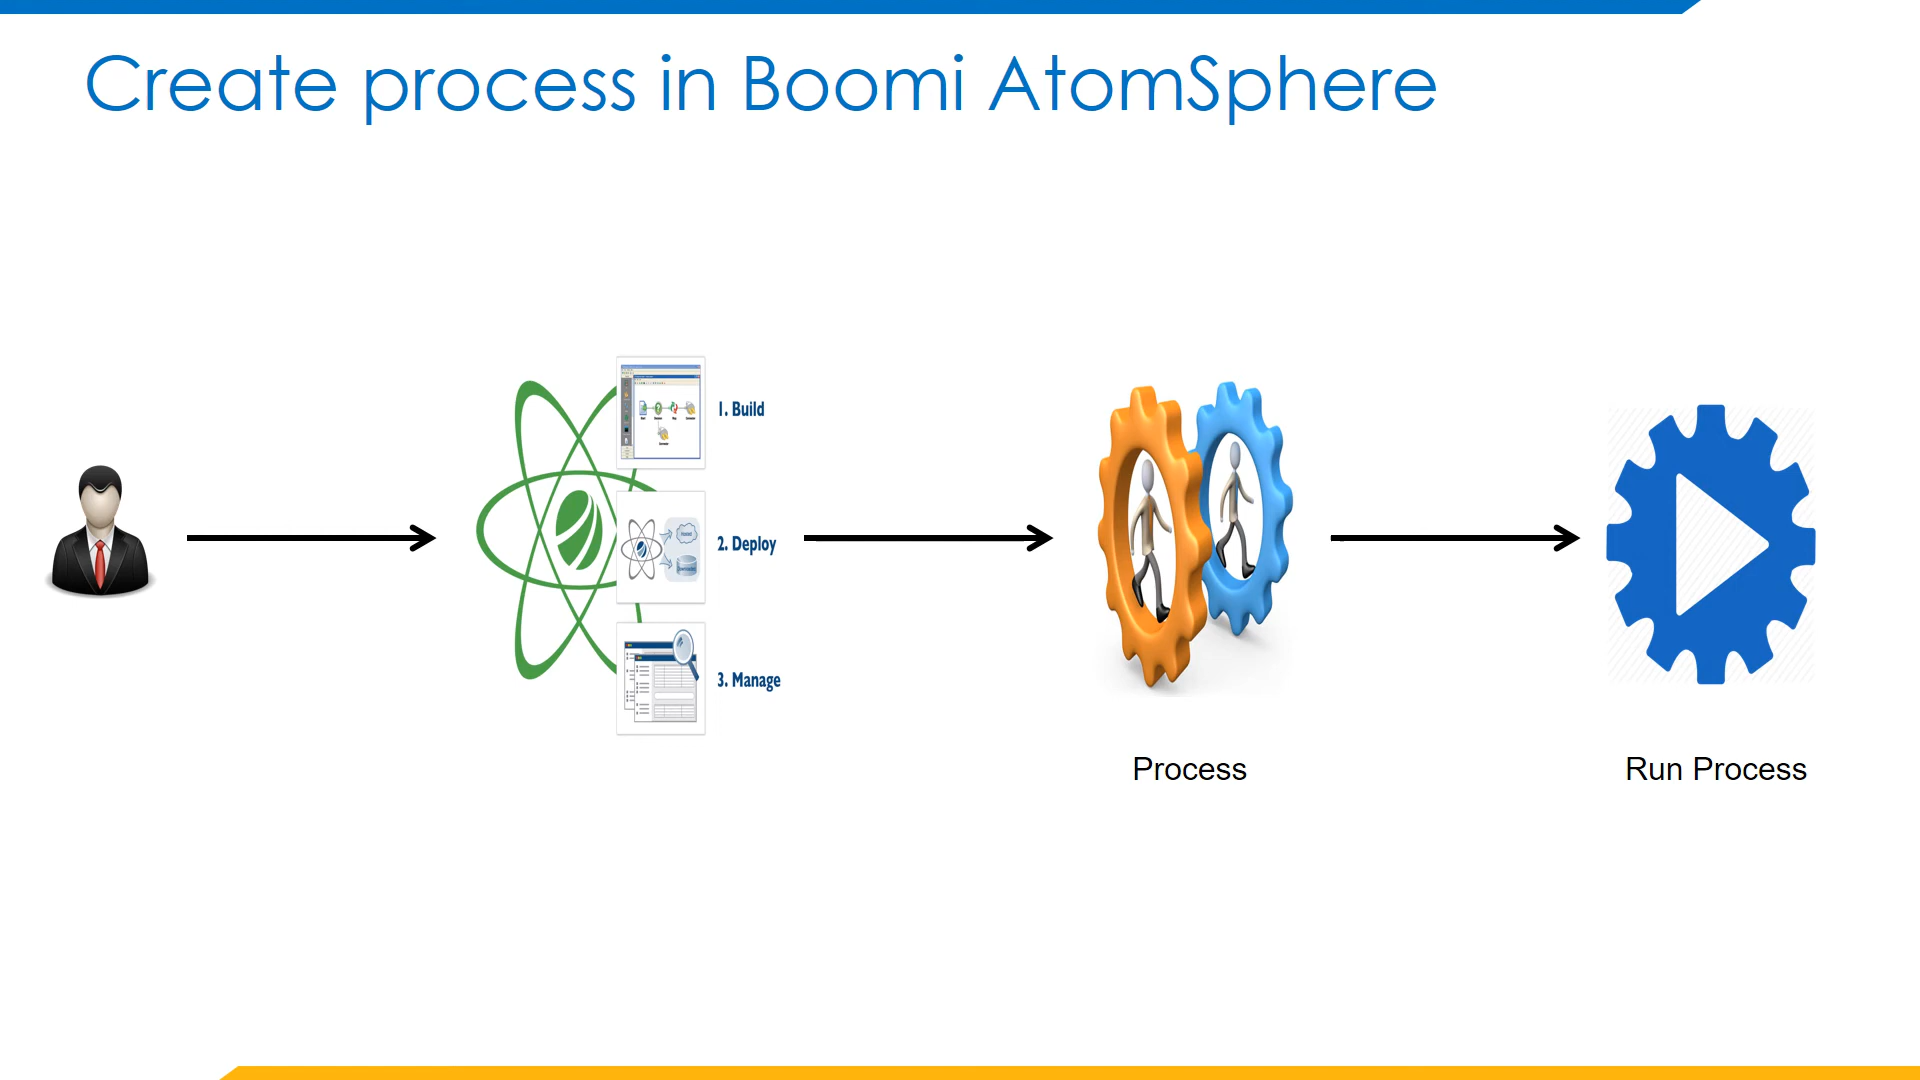 Create process in Boomi AtomSphere
1. Build
2. Deploy
3. Manage
Process
Run Process